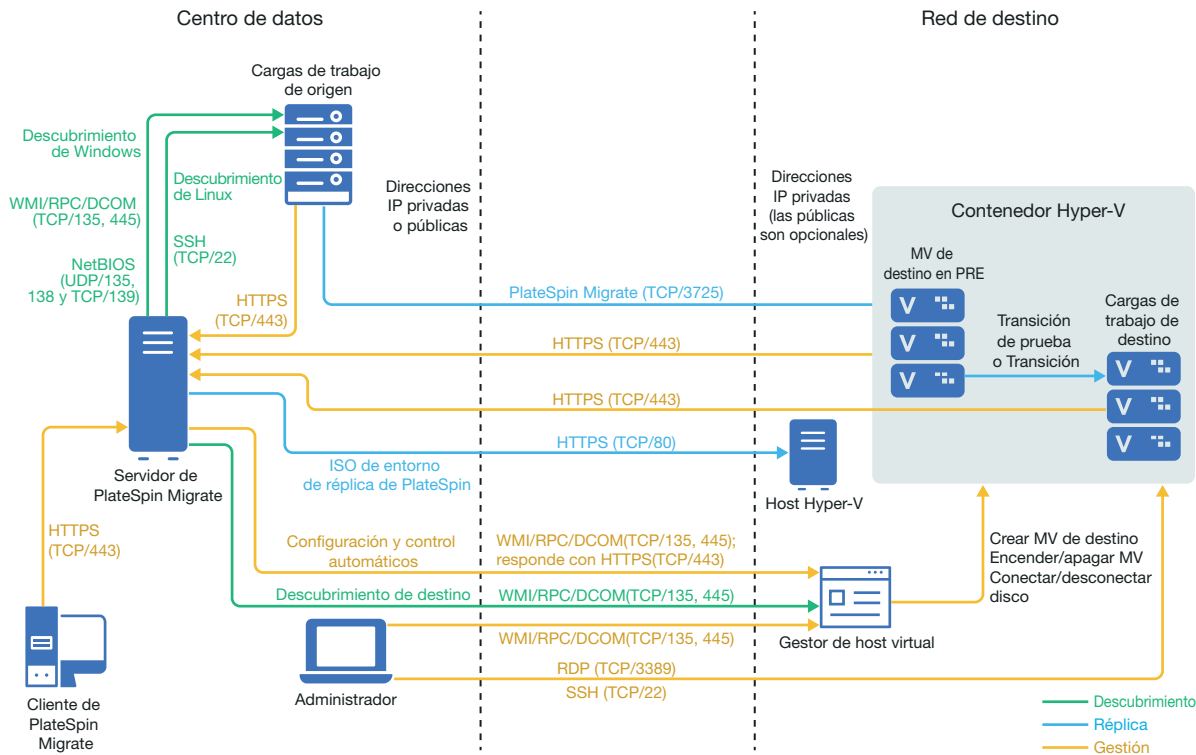 Centro de datos
Red de destino
Cargas de trabajo
de origen
Descubrimiento
de Windows
WMI/RPC/DCOM
(TCP/135, 445)
NetBIOS
(UDP/135,
138 y TCP/139)
Descubrimiento
de Linux
SSH
(TCP/22)
HTTPS
(TCP/443)
Direcciones
IP privadas
o públicas
Direcciones
IP privadas
(las públicas
son opcionales)
Contenedor Hyper-V
MV de
destino en PRE
V
V
V
Transición
de prueba
o Transición
Cargas de
trabajo de
destino
V
V
V
PlateSpin Migrate (TCP/3725)
HTTPS (TCP/443)
HTTPS (TCP/443)
HTTPS (TCP/80)
ISO de entorno
de réplica de PlateSpin
Servidor de
PlateSpin Migrate
Host Hyper-V
HTTPS
(TCP/443)
Configuración y control
automáticos
WMI/RPC/DCOM(TCP/135, 445);
responde con HTTPS(TCP/443)
Descubrimiento de destino
WMI/RPC/DCOM(TCP/135, 445)
WMI/RPC/DCOM(TCP/135, 445)
Crear MV de destino
Encender/apagar MV
Conectar/desconectar
disco
Gestor de host virtual
RDP (TCP/3389)
SSH (TCP/22)
Administrador
Cliente de
PlateSpin
Migrate
Descubrimiento
Réplica
Gestión